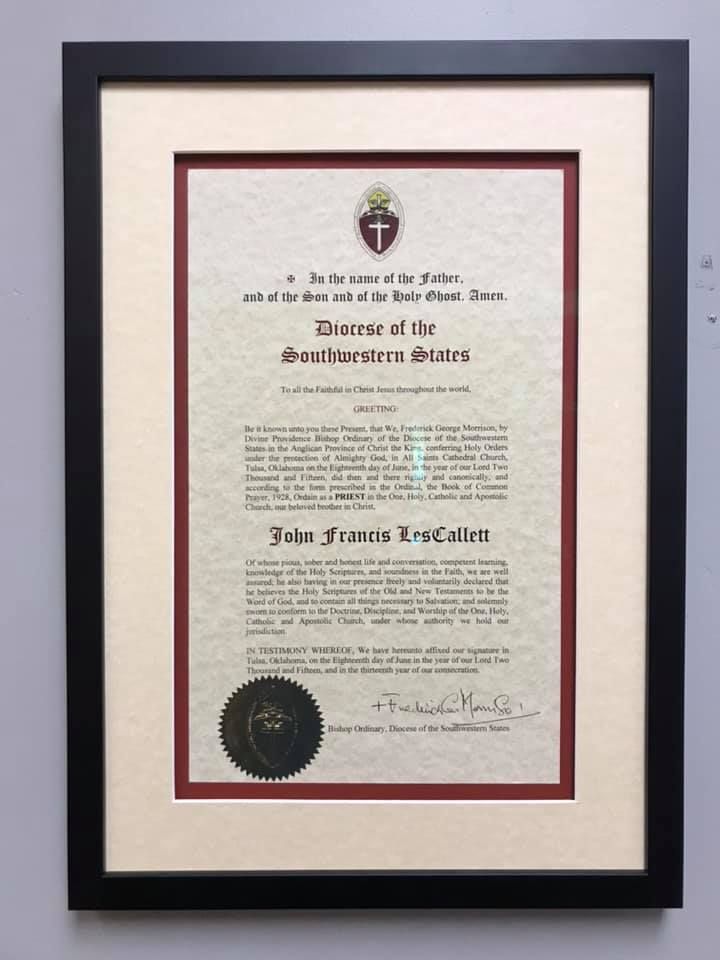 ✠ In the name of the Father,
and of the Son and of the Holy Ghost. Amen.
Diocese of the
Southwestern States
To all the Faithful in Christ Jesus throughout the world,
GREETING:
Be it known unto you these Present, that We, Frederick George Morrison, by
Divine Providence Bishop Ordinary of the Diocese of the Southwestern
States in the Anglican Province of Christ the King, conferring Holy Orders
under the protection of Almighty God, in All Saints Cathedral Church,
Tulsa, Oklahoma on the Eighteenth day of June, in the year of our Lord Two
Thousand and Fifteen, did then and there rightly and canonically, and
according to the form prescribed in the Ordinal, the Book of Common
Prayer, 1928, Ordain as a PRIEST in the One, Holy, Catholic and Apostolic
Church, our beloved brother in Christ,
John Francis LesCallett
Of whose pious, sober and honest life and conversation, competent learning,
knowledge of the Holy Scriptures, and soundness in the Faith, we are well
assured; he also having in our presence freely and voluntarily declared that
he believes the Holy Scriptures of the Old and New Testaments to be the
Word of God, and to contain all things necessary to Salvation; and solemnly
sworn to conform to the Doctrine, Discipline, and Worship of the One, Holy,
Catholic and Apostolic Church, under whose authority we hold our
jurisdiction.
IN TESTIMONY WHEREOF, We have hereunto affixed our signature in
Tulsa, Oklahoma, on the Eighteenth day of June in the year of our Lord Two
Thousand and Fifteen, and in the thirteenth year of our consecration.
Bishop Ordinary, Diocese of the Southwestern States